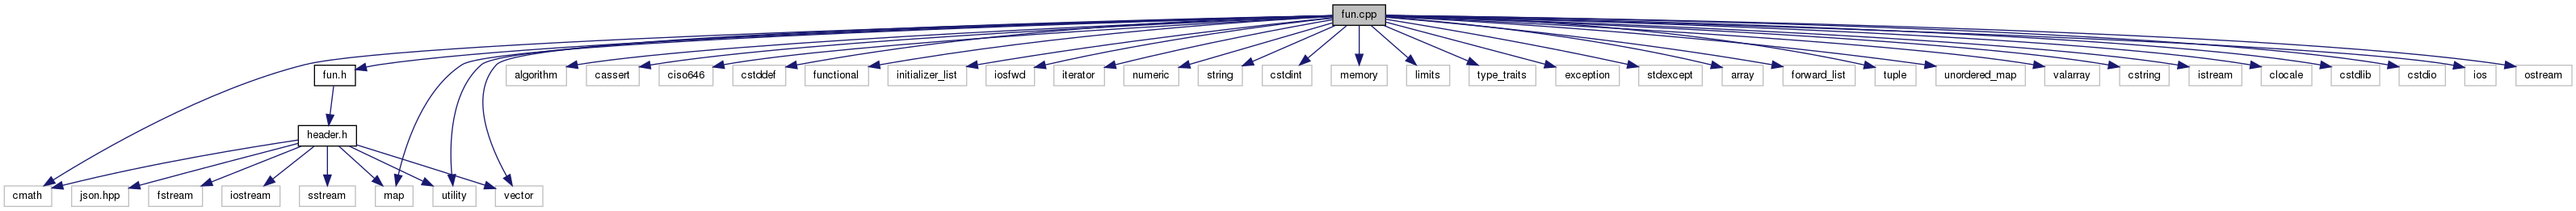 fun.cpp
fun.h
algorithm
cassert
ciso646
cstddef
functional
initializer_list
iosfwd
iterator
numeric
string
cstdint
memory
limits
type_traits
exception
stdexcept
array
forward_list
tuple
unordered_map
valarray
cstring
istream
clocale
cstdlib
cstdio
ios
ostream
header.h
cmath
json.hpp
fstream
iostream
sstream
map
utility
vector